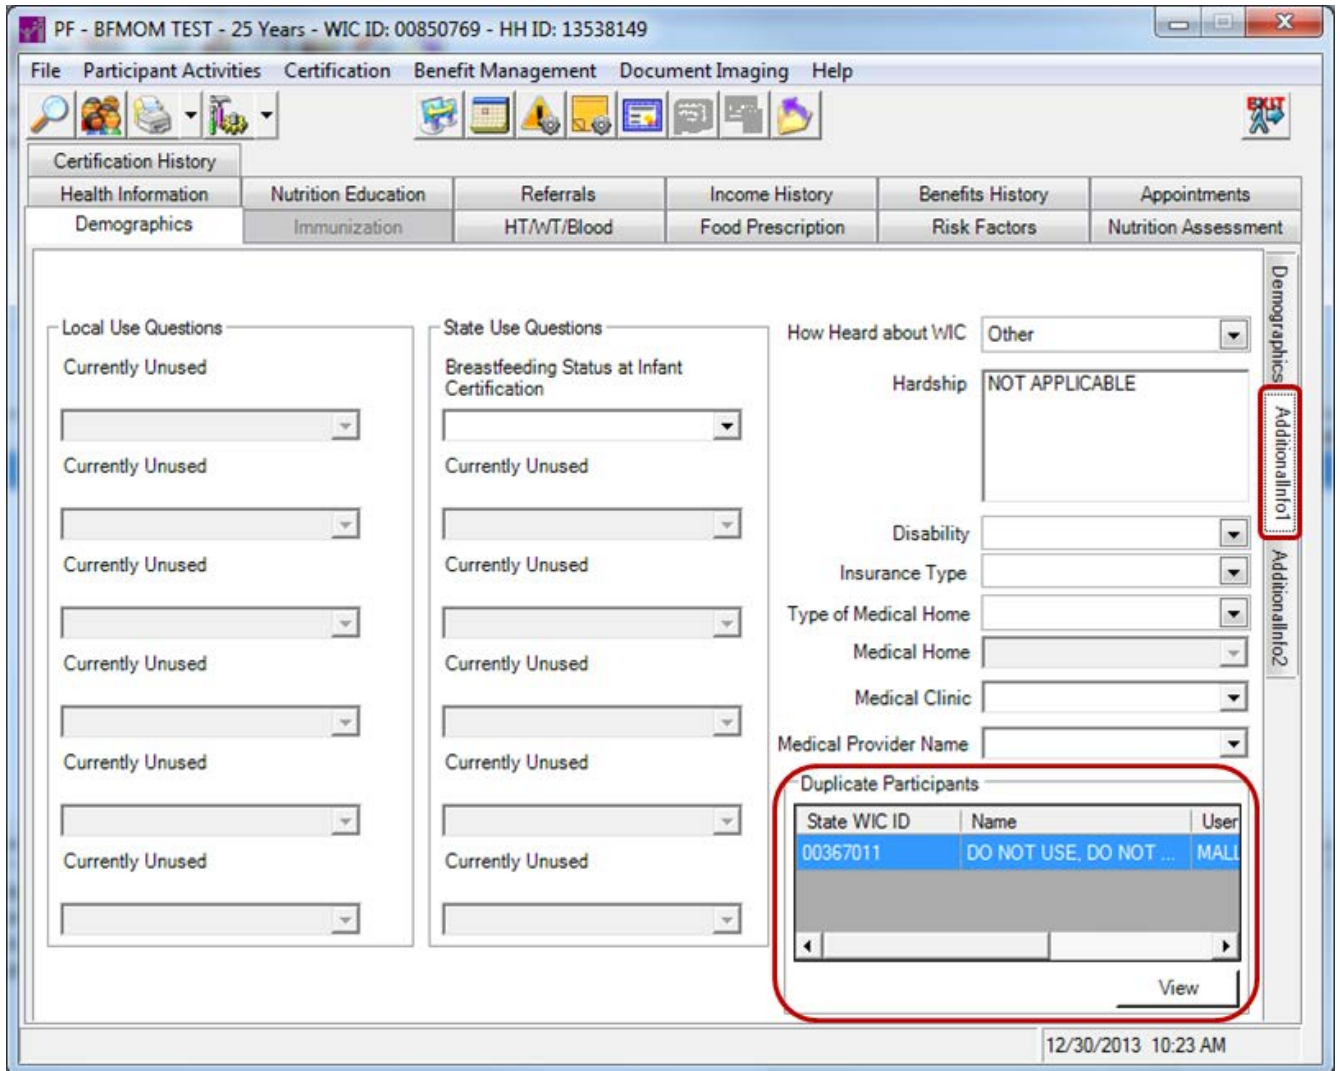 PF - BFMOM TEST - 25 Years - WIC ID: 00850769 - HH ID: 13538149
File Participant Activities Certification Benefit Management Document Imaging Help
EXIT
Certification History
Health Information Nutrition Education Referrals Income History Benefits History Appointments
Demographics Immunization HT/WT/Blood Food Prescription Risk Factors Nutrition Assessment
Local Use Questions
Currently Unused
Currently Unused
Currently Unused
Currently Unused
Currently Unused
Currently Unused
State Use Questions
Breastfeeding Status at Infant
Certification
Currently Unused
Currently Unused
Currently Unused
Currently Unused
Currently Unused
How Heard about WIC Other
Hardship NOT APPLICABLE
Disability
Insurance Type
Type of Medical Home
Medical Home
Medical Clinic
Medical Provider Name
Duplicate Participants
State WIC ID Name User
00367011 DO NOT USE, DO NOT ... MALL
View
Demographics
AdditionalInfo1
AdditionalInfo2
12/30/2013 10:23 AM